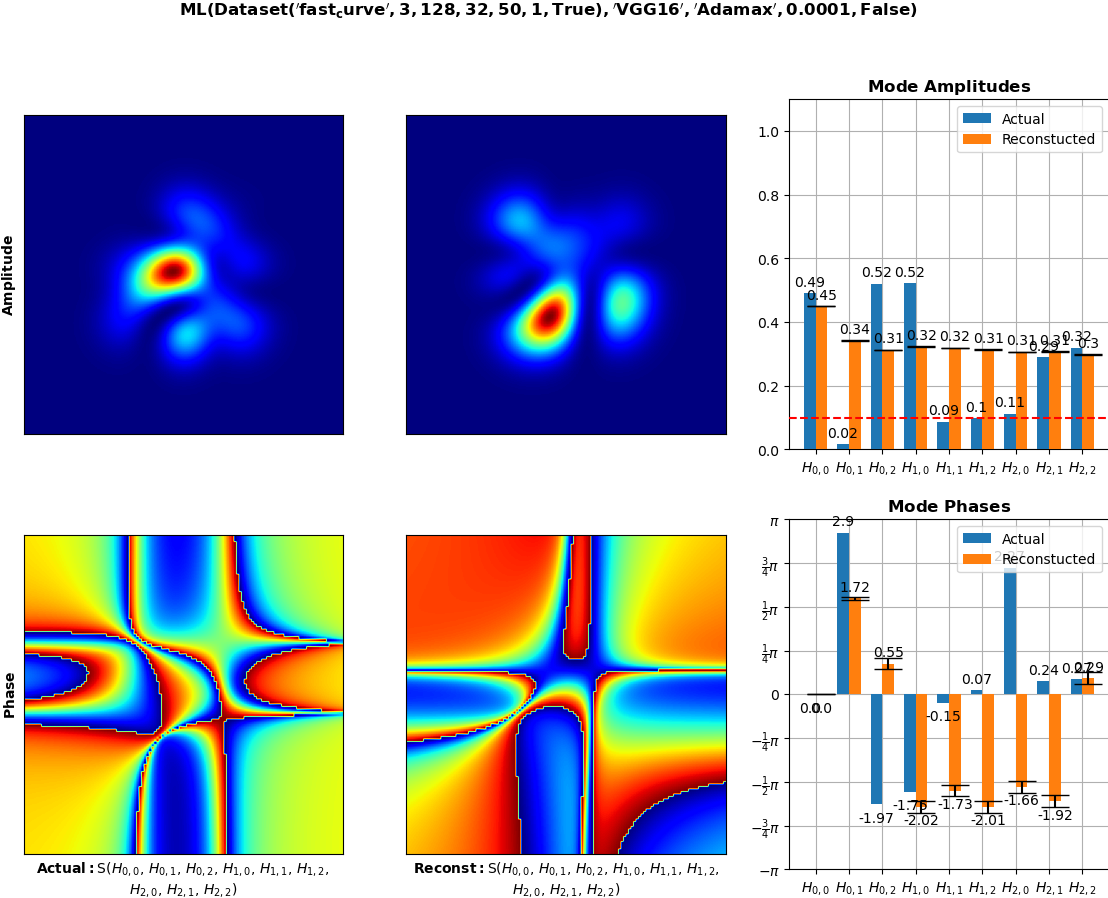 ML(Dataset('fast_curve', 3, 128, 32, 50, 1, True), 'VGG16', 'Adamax', 0.0001, False)
Amplitude
Mode Amplitudes
Actual
Reconstucted
1.0
0.8
0.6
0.4
0.2
0.0
0.49 0.02 0.52 0.52 0.09 0.1 0.11 0.29 0.32
0.45 0.34 0.31 0.32 0.32 0.31 0.31 0.31 0.3
H0,0 H0,1 H0,2 H1,0 H1,1 H1,2 H2,0 H2,1 H2,2
Phase
Actual: S(H0,0, H0,1, H0,2, H1,0, H1,1, H1,2,
H2,0, H2,1, H2,2)
Reconst: S(H0,0, H0,1, H0,2, H1,0, H1,1, H1,2,
H2,0, H2,1, H2,2)
Mode Phases
Actual
Reconstucted
π
3/4π
1/2π
1/4π
0
−1/4π
−1/2π
−3/4π
−π
0.0 2.9 -1.97 -0.15 0.07 0.24
0.0 1.72 0.55 -2.02 -1.73 -2.01 -1.66 -1.92 0.29
H0,0 H0,1 H0,2 H1,0 H1,1 H1,2 H2,0 H2,1 H2,2